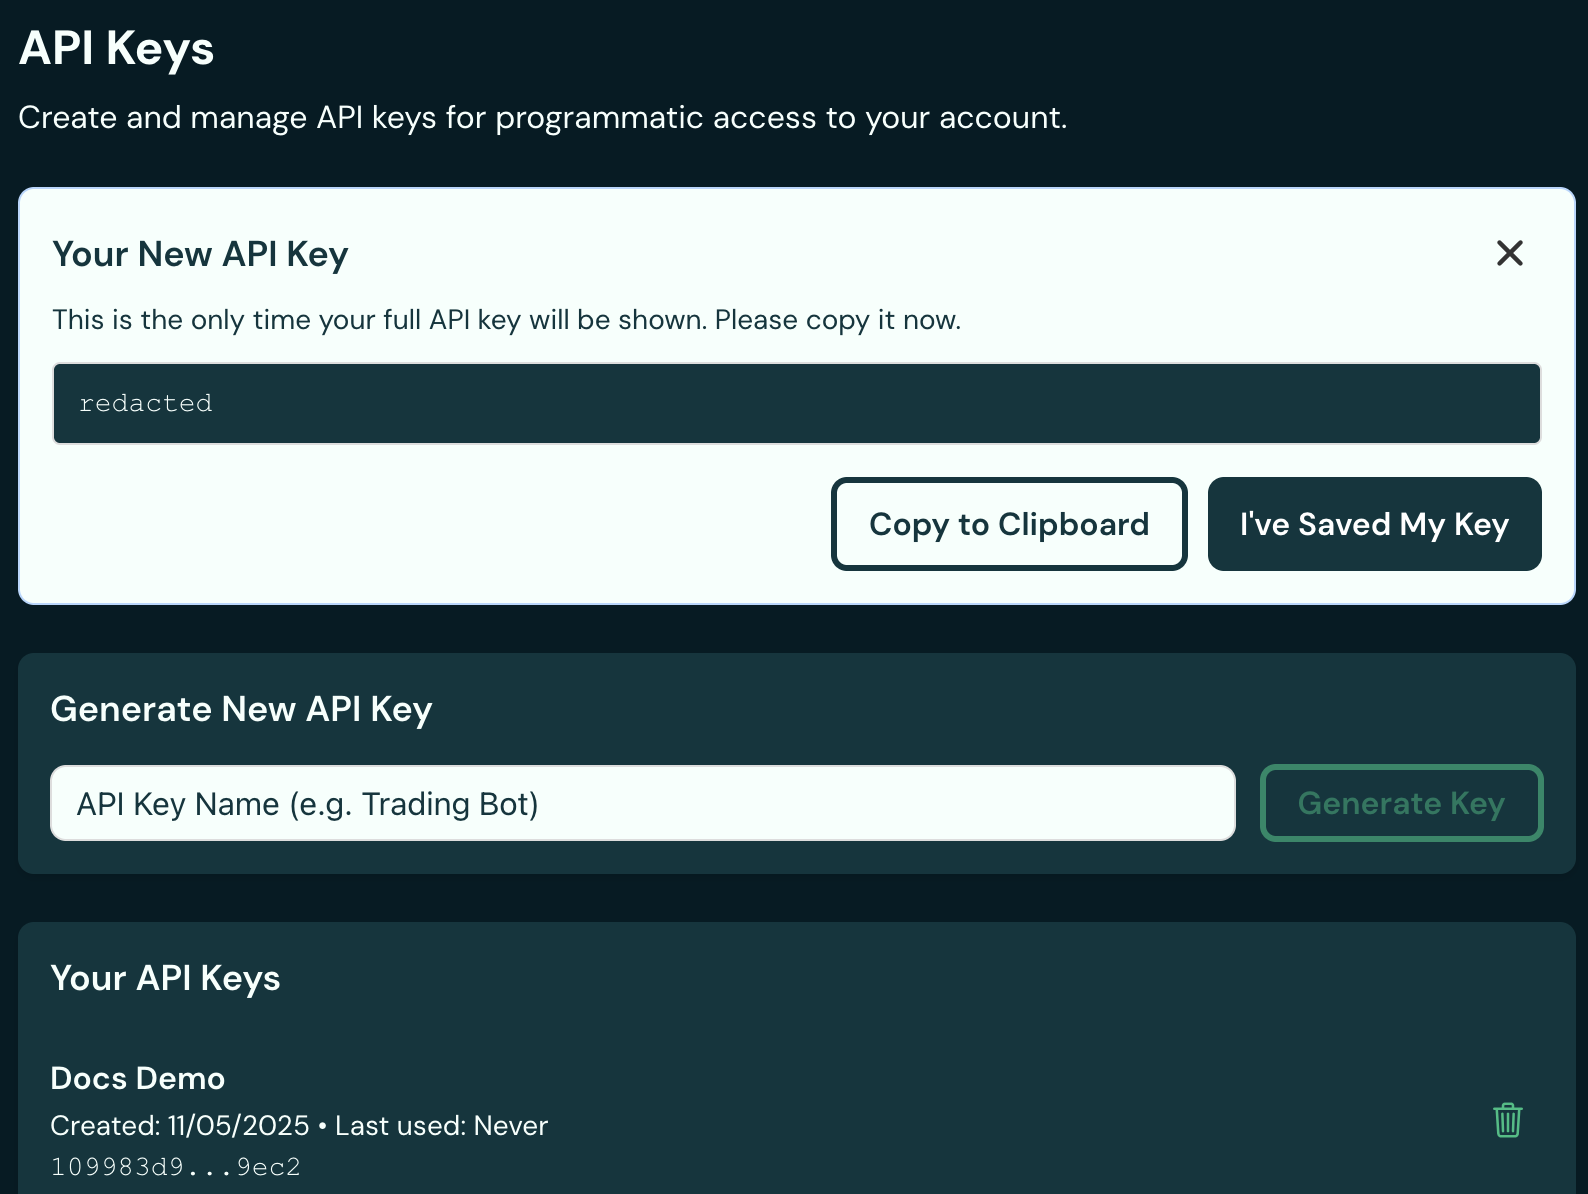 API Keys
Create and manage API keys for programmatic access to your account.
Your New API Key
This is the only time your full API key will be shown. Please copy it now.
redacted
Copy to Clipboard
I've Saved My Key
Generate New API Key
API Key Name (e.g. Trading Bot)
Generate Key
Your API Keys
Docs Demo
Created: 11/05/2025 • Last used: Never
109983d9...9ec2